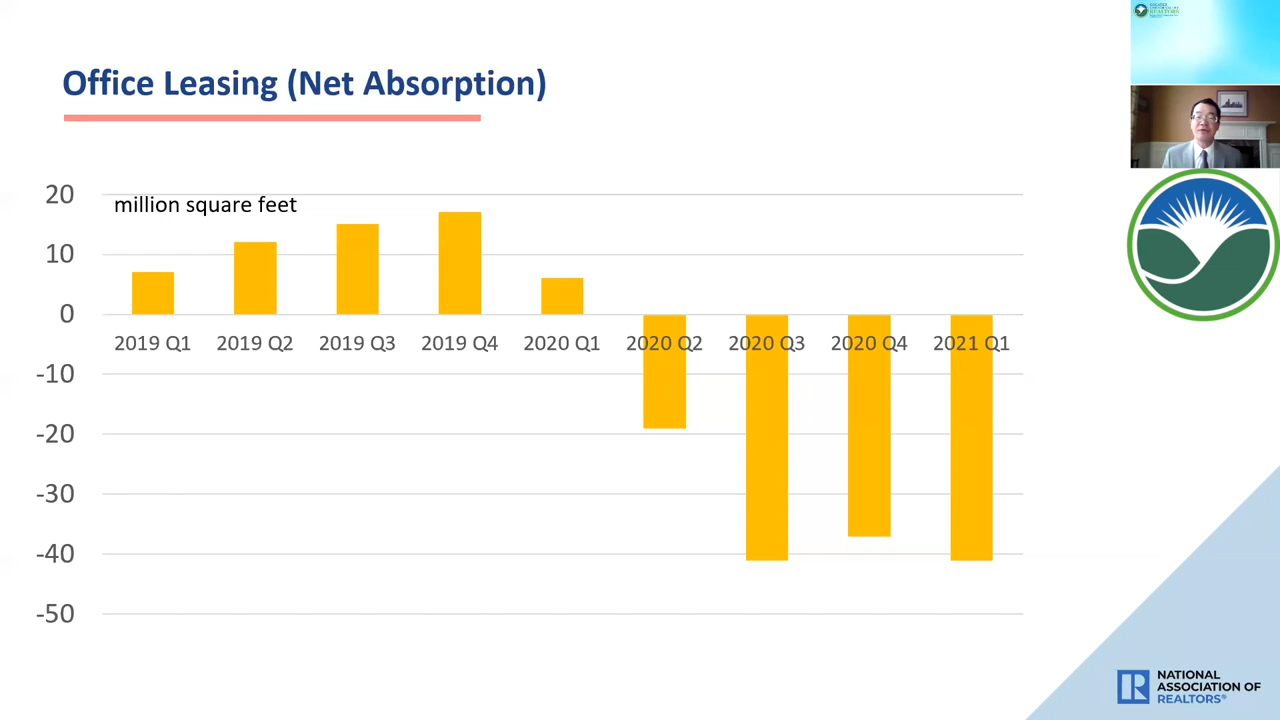 Office Leasing (Net Absorption)
million square feet
20
10
0
-10
-20
-30
-40
-50
2019 Q1 2019 Q2 2019 Q3 2019 Q4 2020 Q1 2020 Q2 2020 Q3 2020 Q4 2021 Q1
NATIONAL
ASSOCIATION OF
REALTORS®